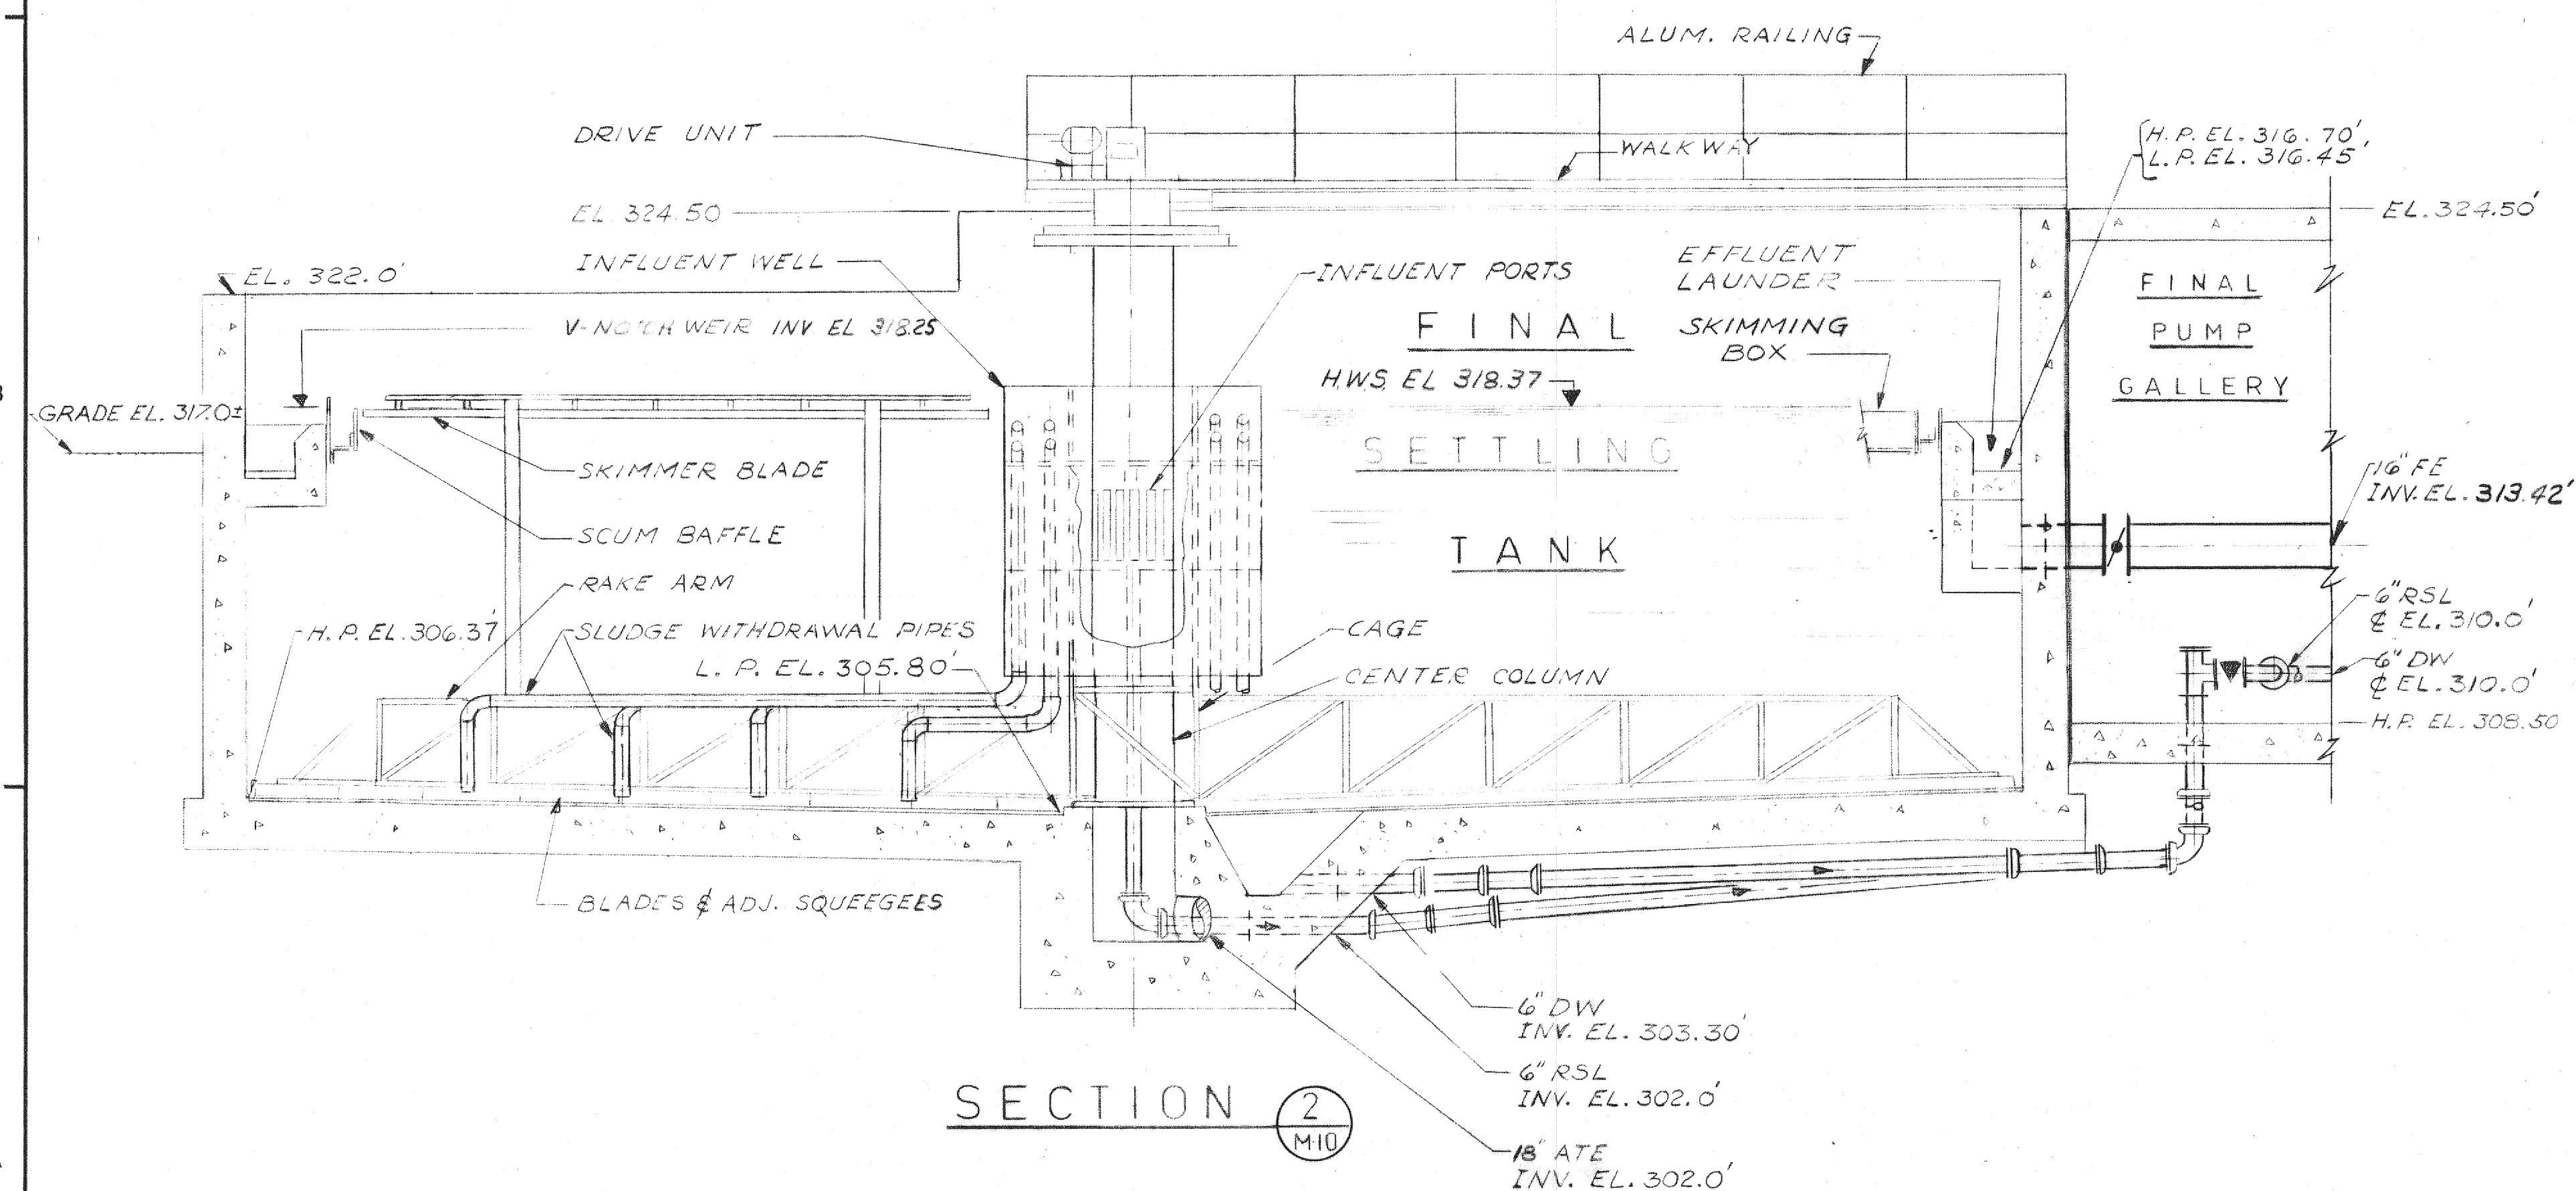 ALUM. RAILING
DRIVE UNIT
WALKWAY
H.P. EL. 316.70',
L.P. EL. 316.45'
EL. 324.50
EL. 324.50'
INFLUENT WELL
INFLUENT PORTS
EFFLUENT
LAUNDER
EL. 322.0'
FINAL
PUMP
GALLERY
V-NOTCH WEIR INV EL 318.25
FINAL
SETTLING
TANK
SKIMMING
BOX
H.W.S. EL 318.37
GRADE EL. 317.0±
SKIMMER BLADE
16" FE
INV. EL. 313.42'
SCUM BAFFLE
RAKE ARM
6" RSL
℄ EL. 310.0'
H.P. EL. 306.37'
SLUDGE WITHDRAWAL PIPES
L.P. EL. 305.80'
CAGE
CENTER COLUMN
6" DW
℄ EL. 310.0'
H.P. EL. 308.50
BLADES & ADJ. SQUEEGEES
6" DW
INV. EL. 303.30'
6" RSL
INV. EL. 302.0'
18" ATE
INV. EL. 302.0'
SECTION 2
M-10